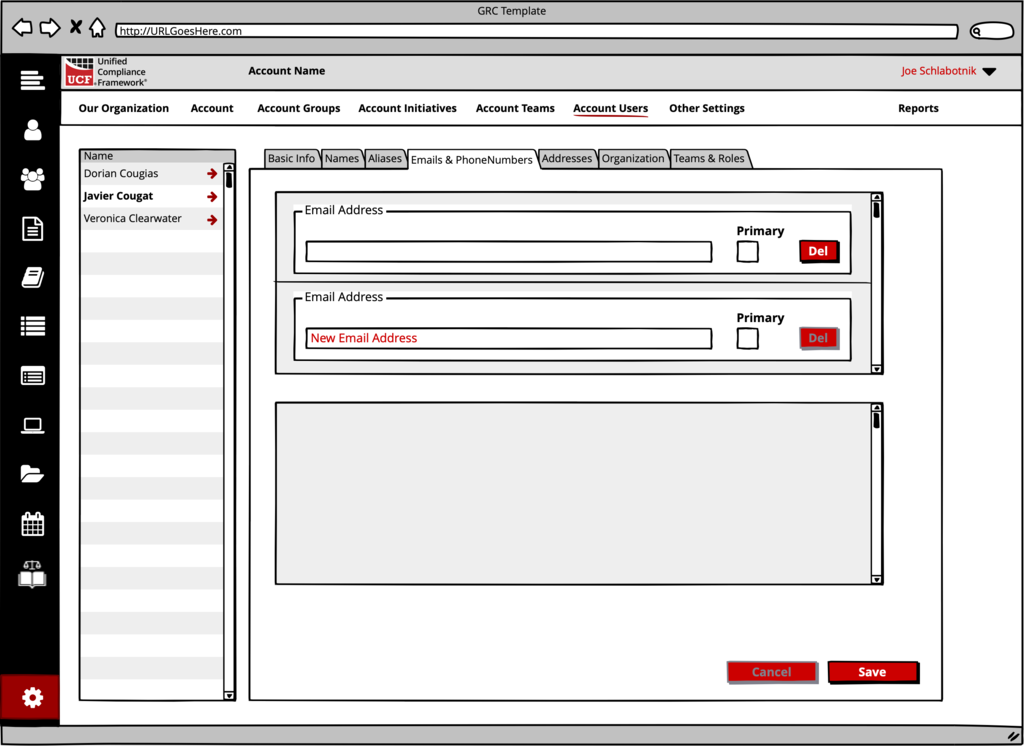 GRC Template
http://URLGoesHere.com
UCF Unified
Compliance
Framework®
Account Name
Joe Schlabotnik
Our Organization Account Account Groups Account Initiatives Account Teams Account Users Other Settings Reports
Name
Dorian Cougias
Javier Cougat
Veronica Clearwater
Basic Info Names Aliases Emails & PhoneNumbers Addresses Organization Teams & Roles
Email Address
Primary
Del
Email Address
Primary
New Email Address
Del
Cancel Save